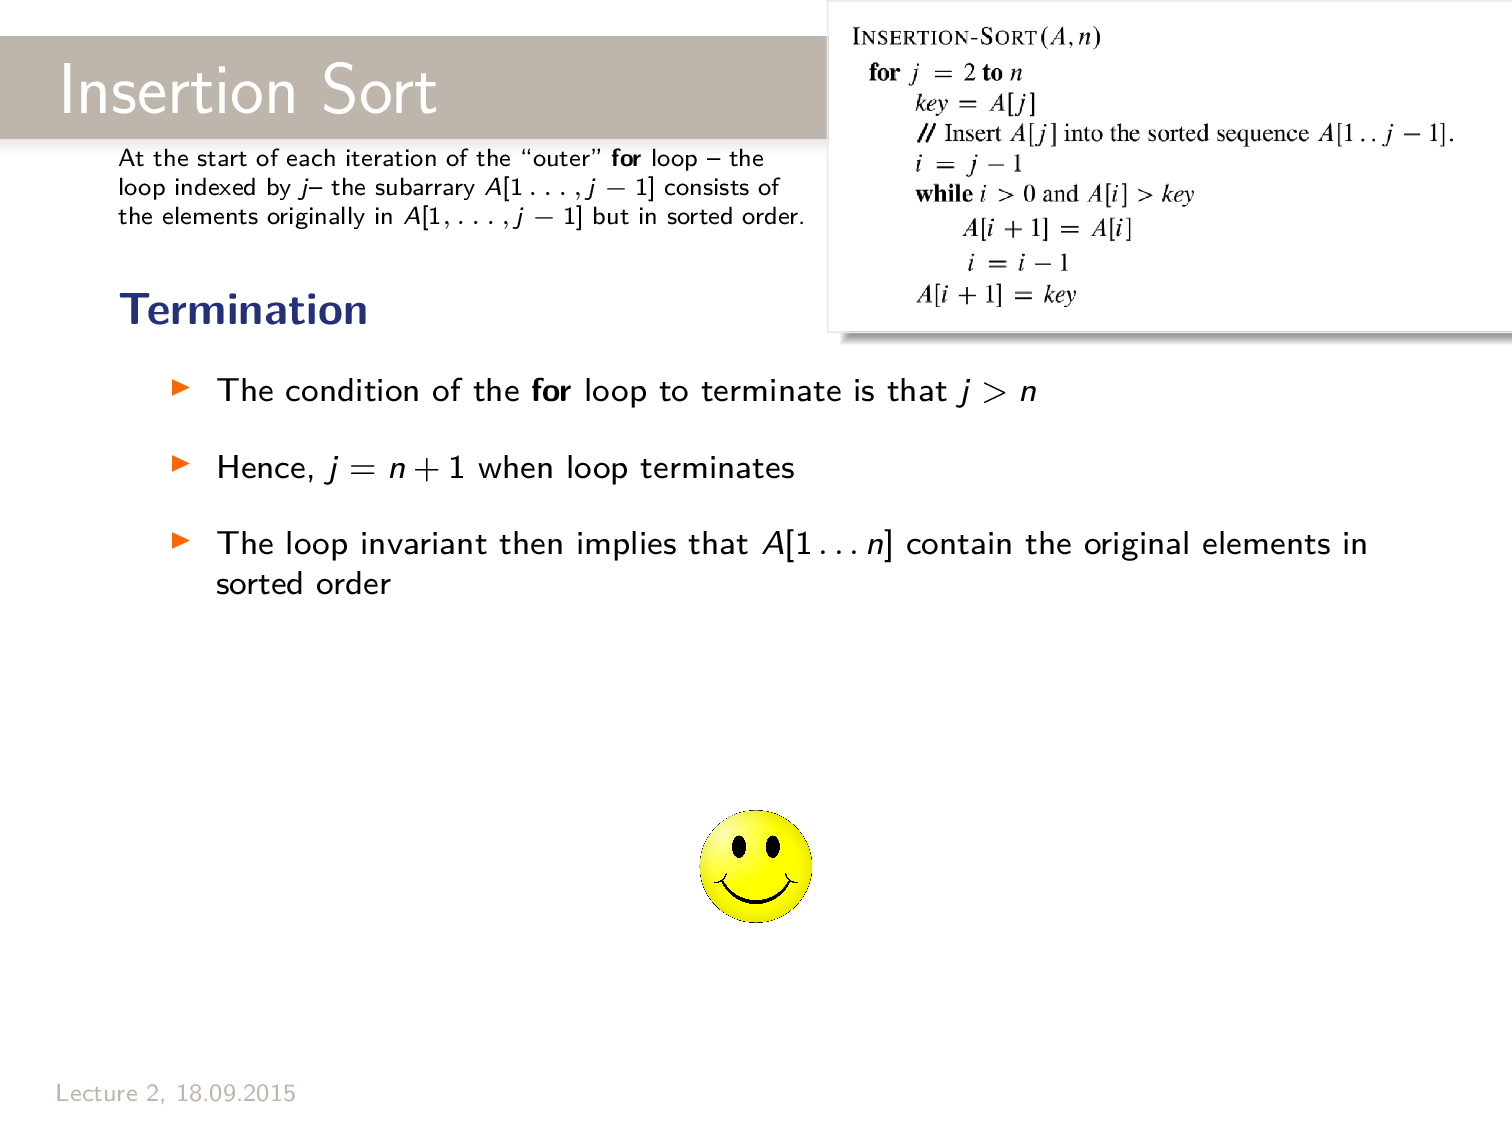 Insertion Sort
At the start of each iteration of the “outer” for loop – the
loop indexed by j– the subarrary A[1 . . . , j − 1] consists of
the elements originally in A[1, . . . , j − 1] but in sorted order.
INSERTION-SORT(A, n)
for j = 2 to n
key = A[j]
// Insert A[j] into the sorted sequence A[1 . . j − 1].
i = j − 1
while i > 0 and A[i] > key
A[i + 1] = A[i]
i = i − 1
A[i + 1] = key
Termination
▶ The condition of the for loop to terminate is that j > n
▶ Hence, j = n + 1 when loop terminates
▶ The loop invariant then implies that A[1 . . . n] contain the original elements in
sorted order
Lecture 2, 18.09.2015